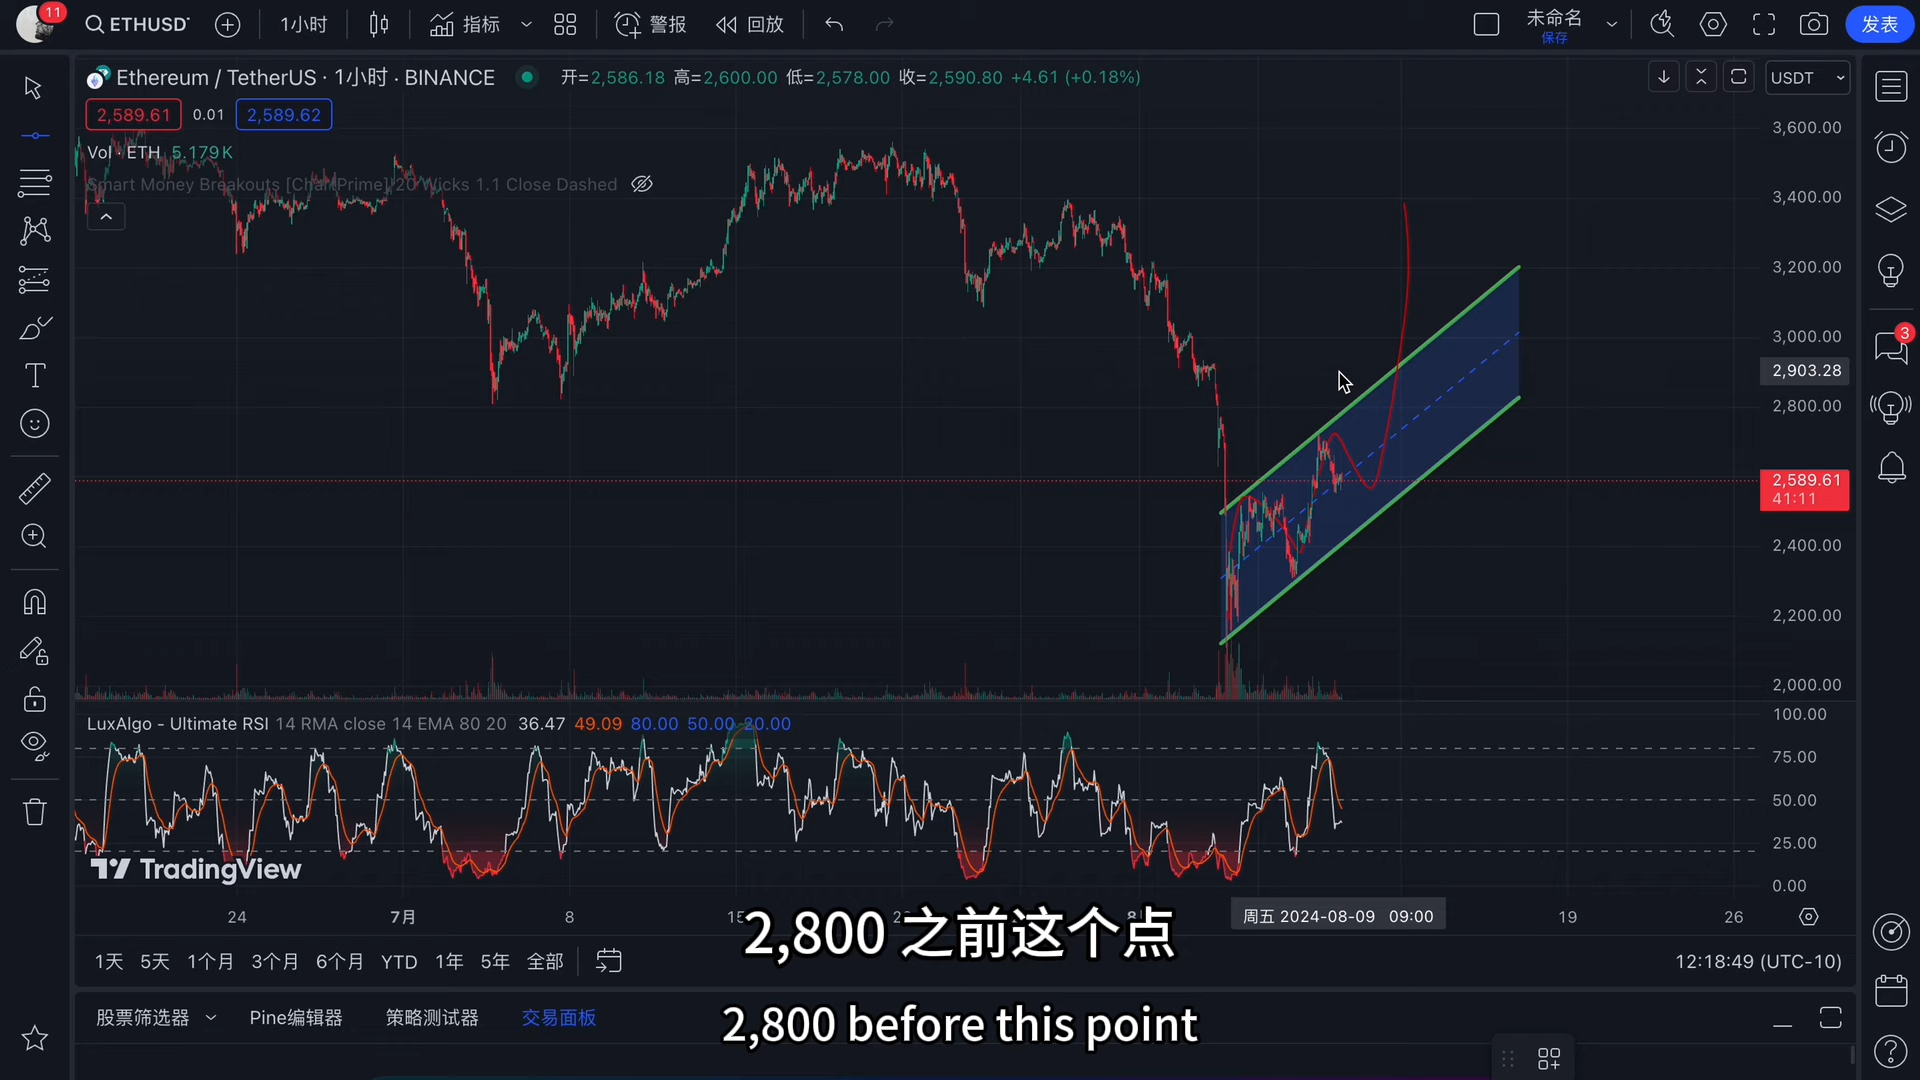 11
ETHUSD
1小时
指标
警报
回放
未命名
保存
发表
Ethereum / TetherUS · 1小时 · BINANCE
开=2,586.18 高=2,600.00 低=2,578.00 收=2,590.80 +4.61 (+0.18%)
USDT
2,589.61
0.01
2,589.62
Vol · ETH 5.179 K
Smart Money Breakouts [ChartPrime] 20 Wicks 1.1 Close Dashed
3,600.00
3,400.00
3,200.00
3,000.00
2,903.28
2,800.00
2,589.61
41:11
2,400.00
2,200.00
2,000.00
3
LuxAlgo - Ultimate RSI 14 RMA close 14 EMA 80 20 36.47 49.09 80.00 50.00 20.00
100.00
75.00
50.00
25.00
0.00
TradingView
24
7月
8
周五 2024-08-09 09:00
19
26
2,800 之前这个点
1天 5天 1个月 3个月 6个月 YTD 1年 5年 全部
12:18:49 (UTC-10)
股票筛选器
Pine编辑器
策略测试器
交易面板
2,800 before this point